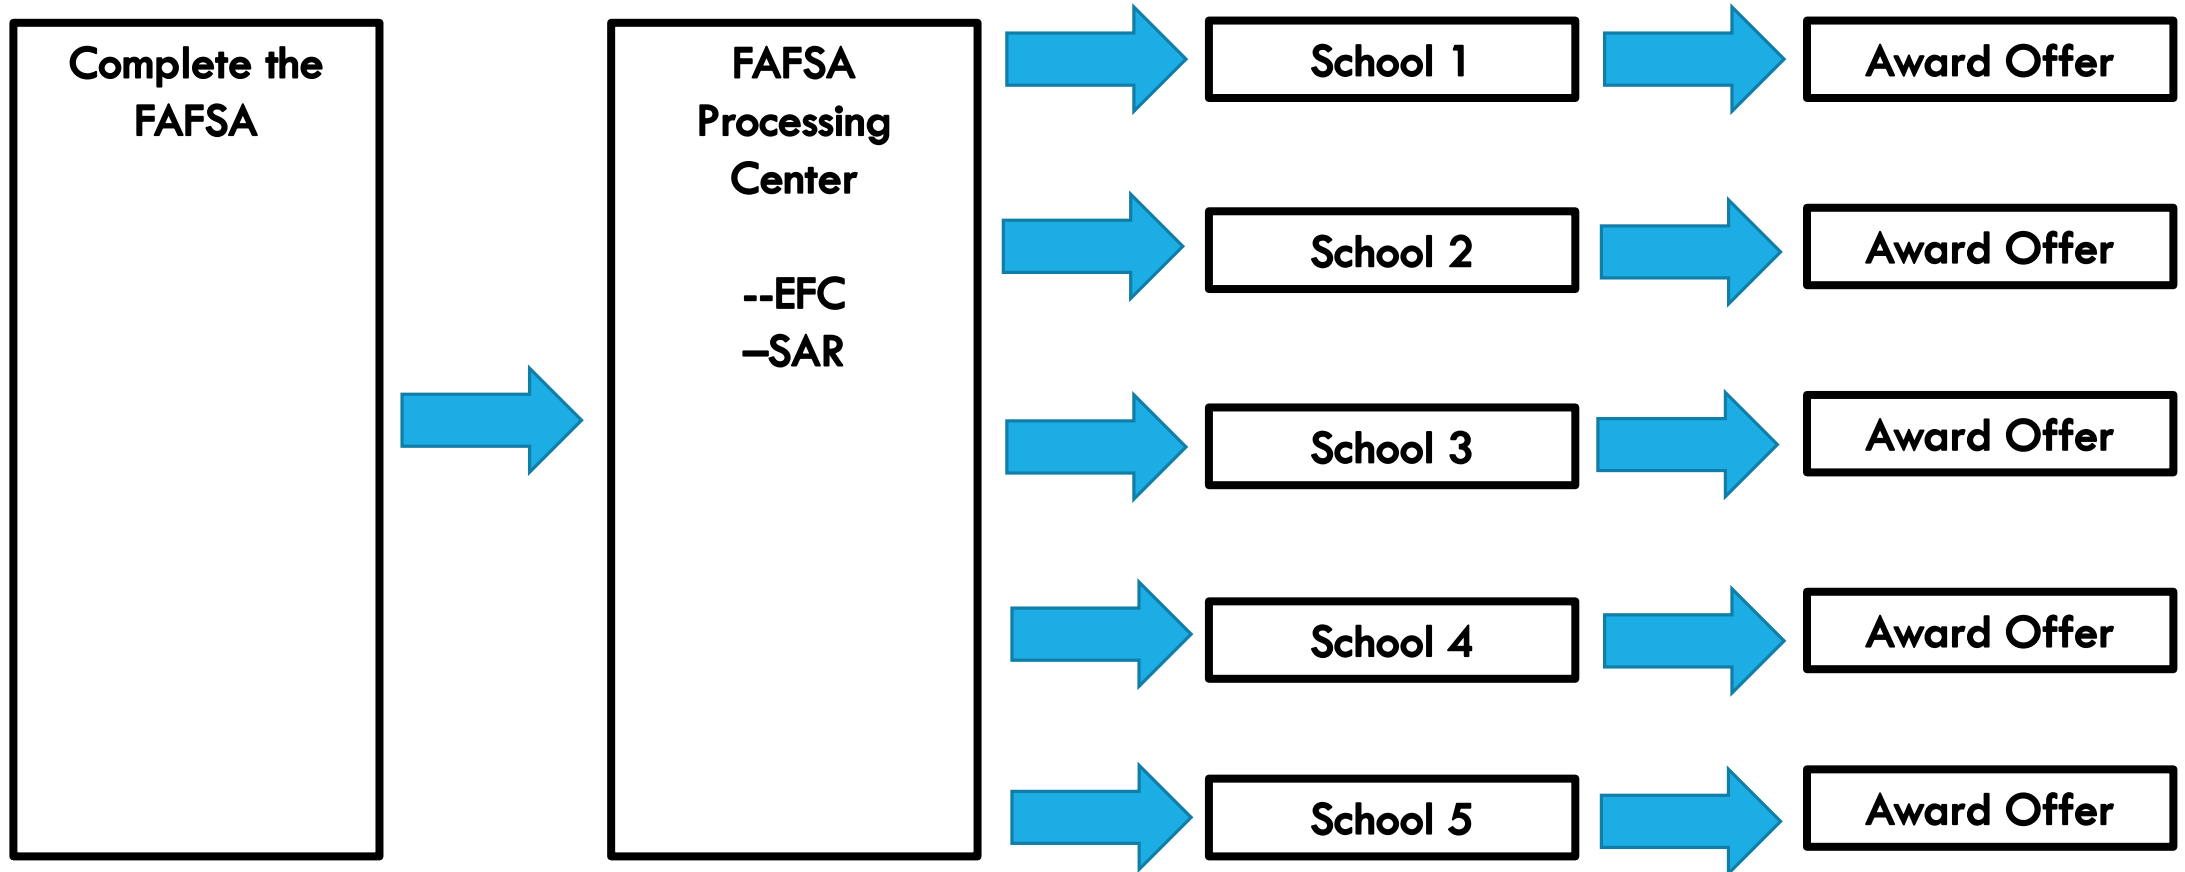 Complete the
FAFSA
FAFSA
Processing
Center
--EFC
–SAR
School 1
Award Offer
School 2
Award Offer
School 3
Award Offer
School 4
Award Offer
School 5
Award Offer